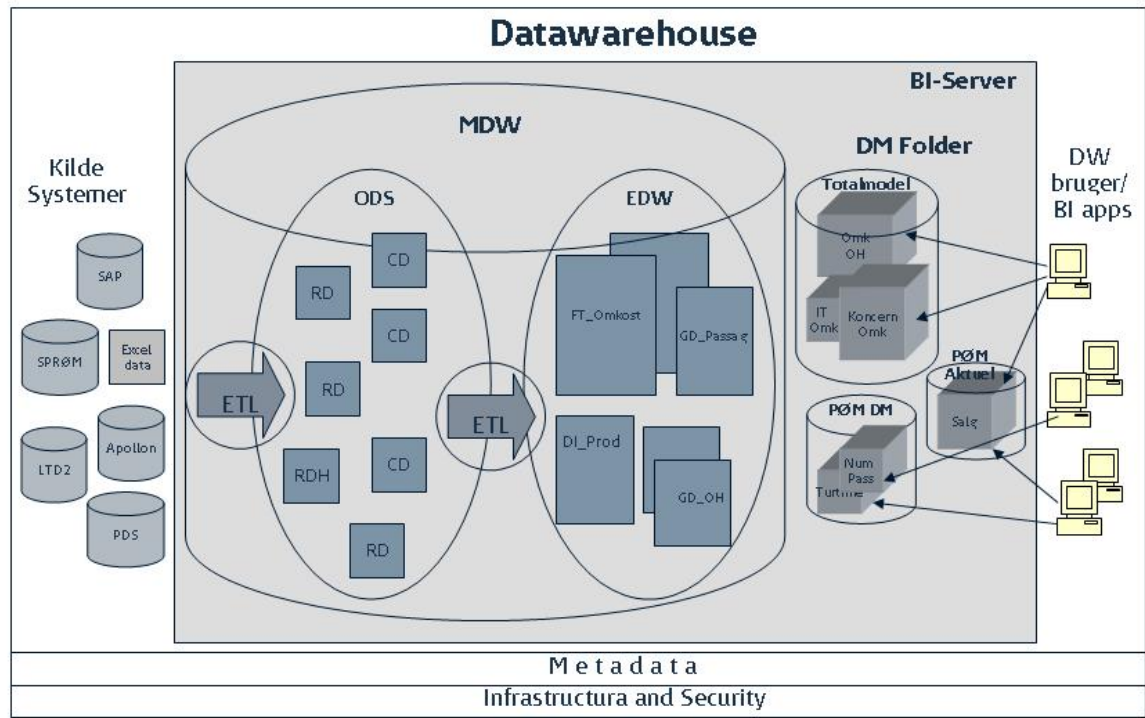 Datawarehouse
BI-Server
MDW
DM Folder
Kilde
Systemer
DW
bruger/
BI apps
ODS
EDW
Totalmodel
SAP
SPRØM
Excel
data
LTD2
Apollon
PDS
ETL
RD
CD
CD
RD
RDH
CD
RD
ETL
FT_Omkost
GD_Passag
DI_Prod
GD_OH
Omk
OH
IT
Omk
Koncern
Omk
PØM
Aktuel
Salg
PØM DM
Num
Pass
Turtime
Metadata
Infrastructura and Security